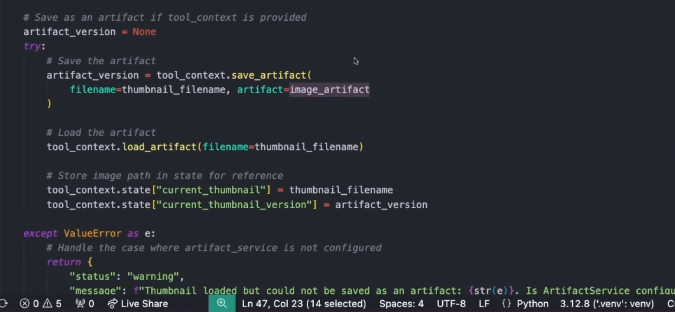 # Save as an artifact if tool_context is provided
artifact_version = None
try:
    # Save the artifact
    artifact_version = tool_context.save_artifact(
        filename=thumbnail_filename, artifact=image_artifact
    )
    # Load the artifact
    tool_context.load_artifact(filename=thumbnail_filename)
    # Store image path in state for reference
    tool_context.state["current_thumbnail"] = thumbnail_filename
    tool_context.state["current_thumbnail_version"] = artifact_version
except ValueError as e:
    # Handle the case where artifact_service is not configured
    return {
        "status": "warning",
        "message": f"Thumbnail loaded but could not be saved as an artifact: {str(e)}. Is ArtifactService configu
0 5 0 Live Share Ln 47, Col 23 (14 selected) Spaces: 4 UTF-8 LF {} Python 3.12.8 ('.venv': venv)